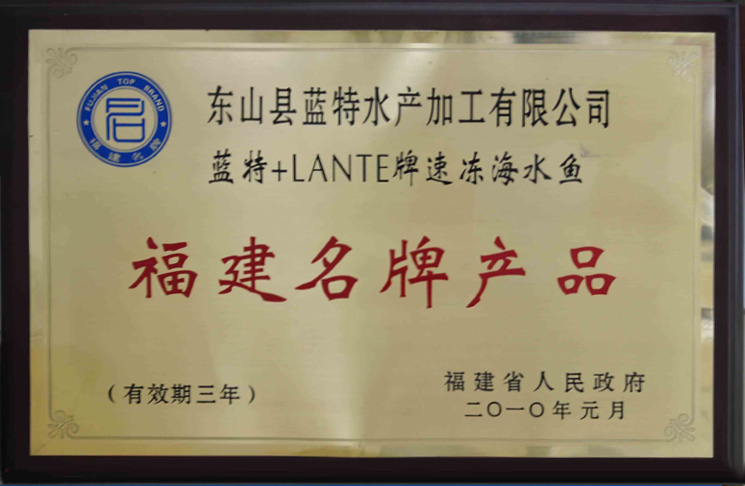 FUJIAN TOP BRAND
福建名牌
东山县蓝特水产加工有限公司
蓝特+LANTE牌速冻海水鱼
福建名牌产品
（有效期三年）
福建省人民政府
二〇一〇年元月